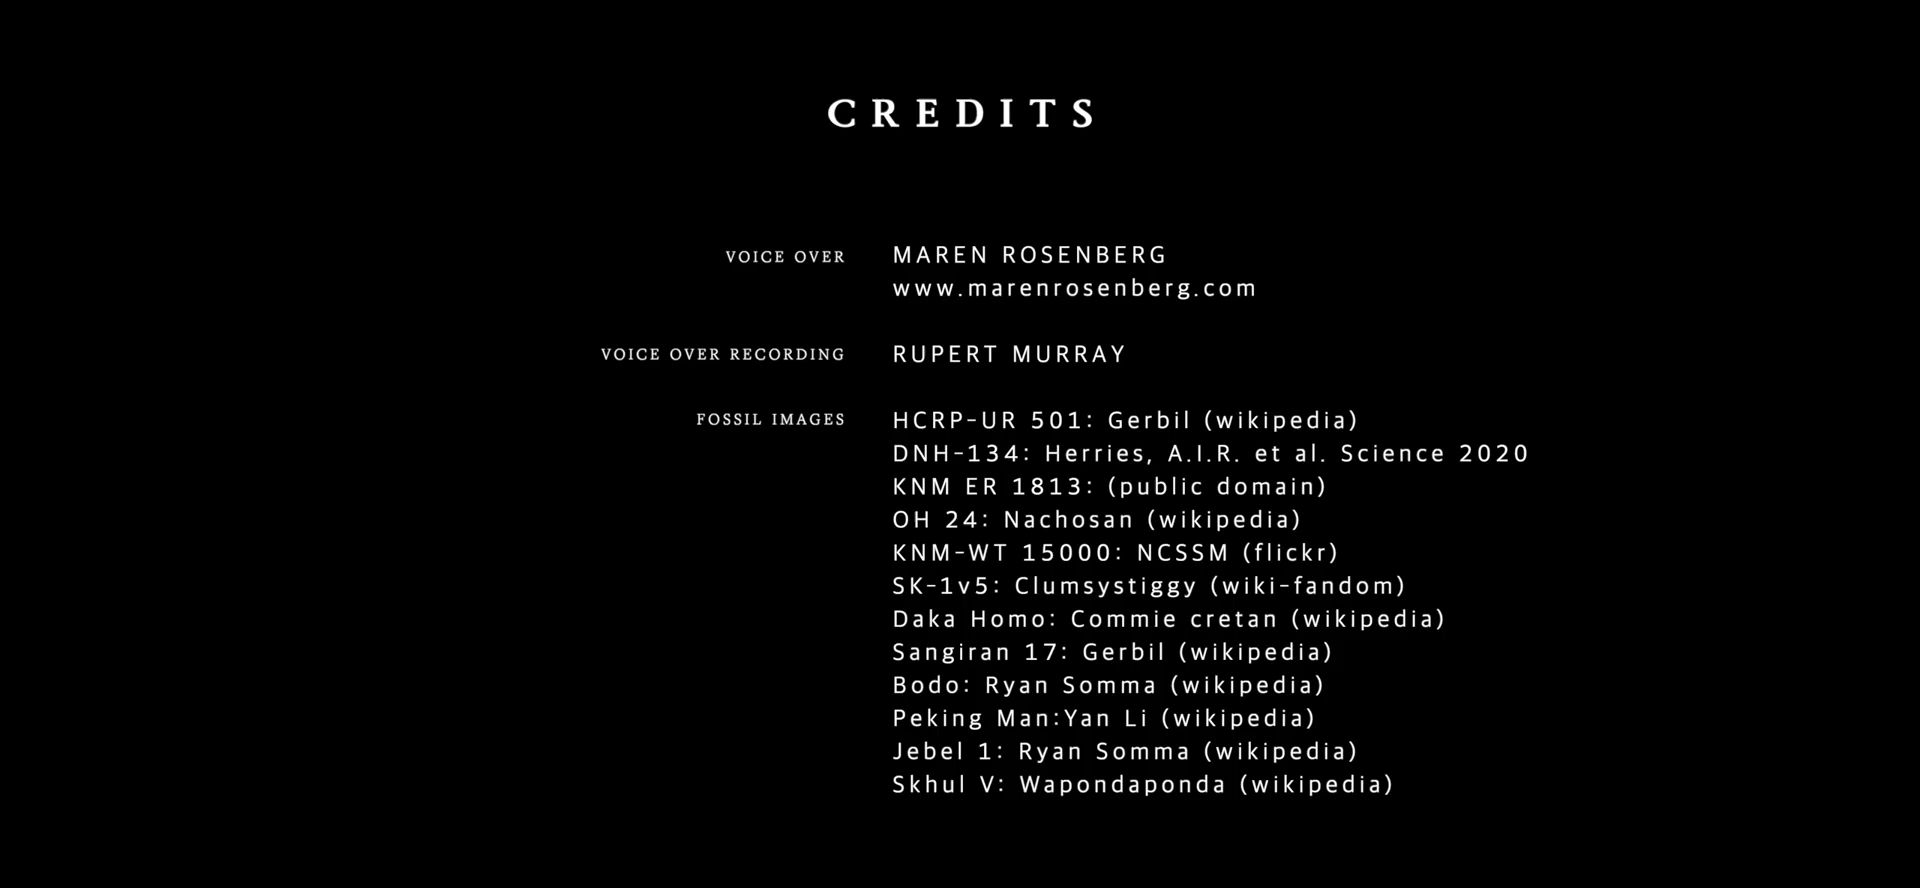 CREDITS
VOICE OVER MAREN ROSENBERG
www.marenrosenberg.com
VOICE OVER RECORDING RUPERT MURRAY
FOSSIL IMAGES HCRP-UR 501: Gerbil (wikipedia)
DNH-134: Herries, A.I.R. et al. Science 2020
KNM ER 1813: (public domain)
OH 24: Nachosan (wikipedia)
KNM-WT 15000: NCSSM (flickr)
SK-1v5: Clumsystiggy (wiki-fandom)
Daka Homo: Commie cretan (wikipedia)
Sangiran 17: Gerbil (wikipedia)
Bodo: Ryan Somma (wikipedia)
Peking Man:Yan Li (wikipedia)
Jebel 1: Ryan Somma (wikipedia)
Skhul V: Wapondaponda (wikipedia)